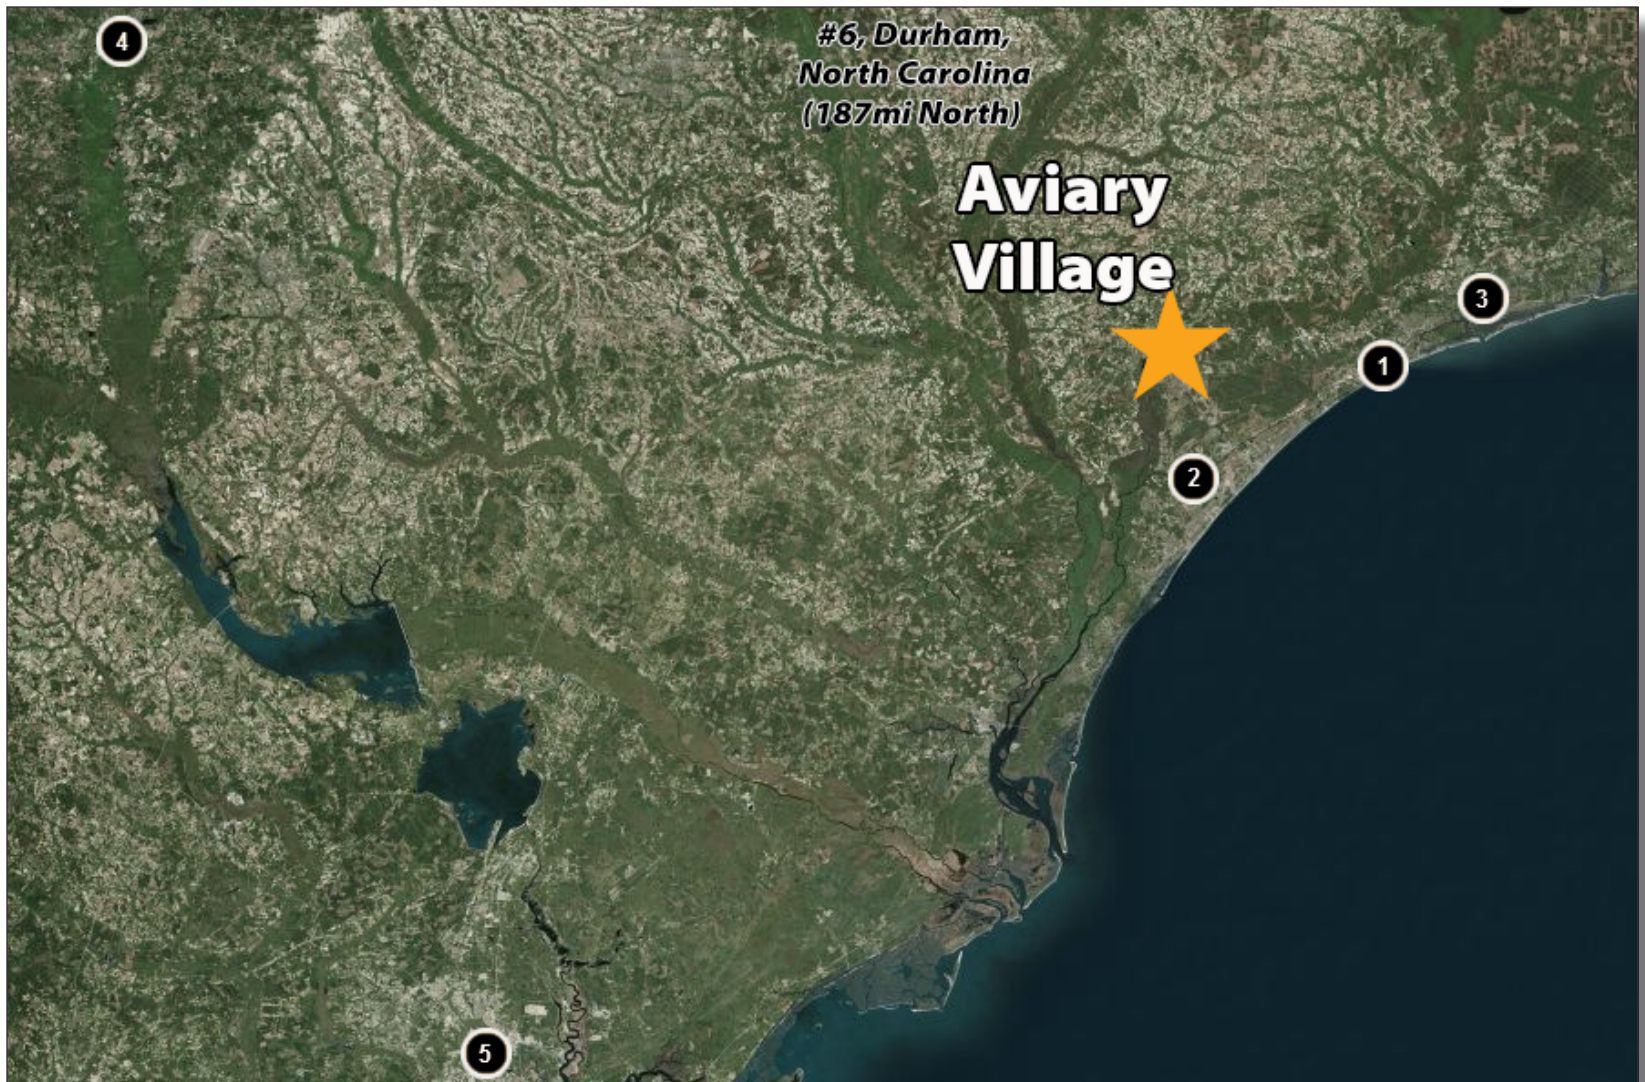 4
#6, Durham,
North Carolina
(187mi North)
Aviary
Village
3
1
2
5